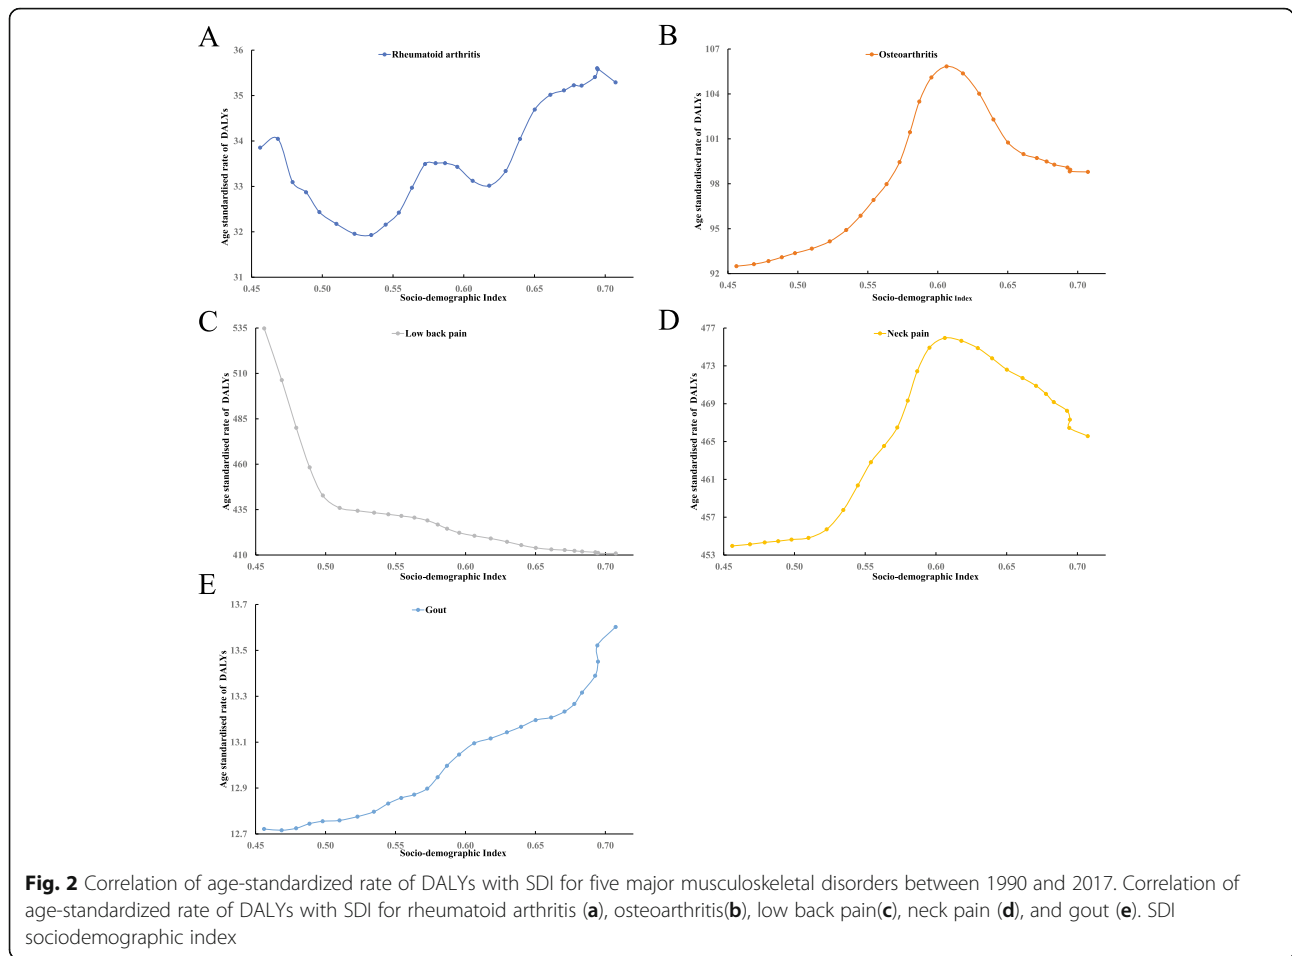 A
Rheumatoid arthritis
36
35
34
33
32
31
Age standardised rate of DALYs
0.45 0.50 0.55 0.60 0.65 0.70
Socio-demographic Index
B
Osteoarthritis
107
104
101
98
95
92
Age standardised rate of DALYs
0.45 0.50 0.55 0.60 0.65 0.70
Socio-demographic Index
C
Low back pain
535
510
485
460
435
410
Age standardised rate of DALYs
0.45 0.50 0.55 0.60 0.65 0.70
Socio-demographic Index
D
Neck pain
477
473
469
465
461
457
453
Age standardised rate of DALYs
0.45 0.50 0.55 0.60 0.65 0.70
Socio-demographic Index
E
Gout
13.7
13.5
13.3
13.1
12.9
12.7
Age standardised rate of DALYs
0.45 0.50 0.55 0.60 0.65 0.70
Socio-demographic Index
Fig. 2 Correlation of age-standardized rate of DALYs with SDI for five major musculoskeletal disorders between 1990 and 2017. Correlation of
age-standardized rate of DALYs with SDI for rheumatoid arthritis (a), osteoarthritis(b), low back pain(c), neck pain (d), and gout (e). SDI
sociodemographic index